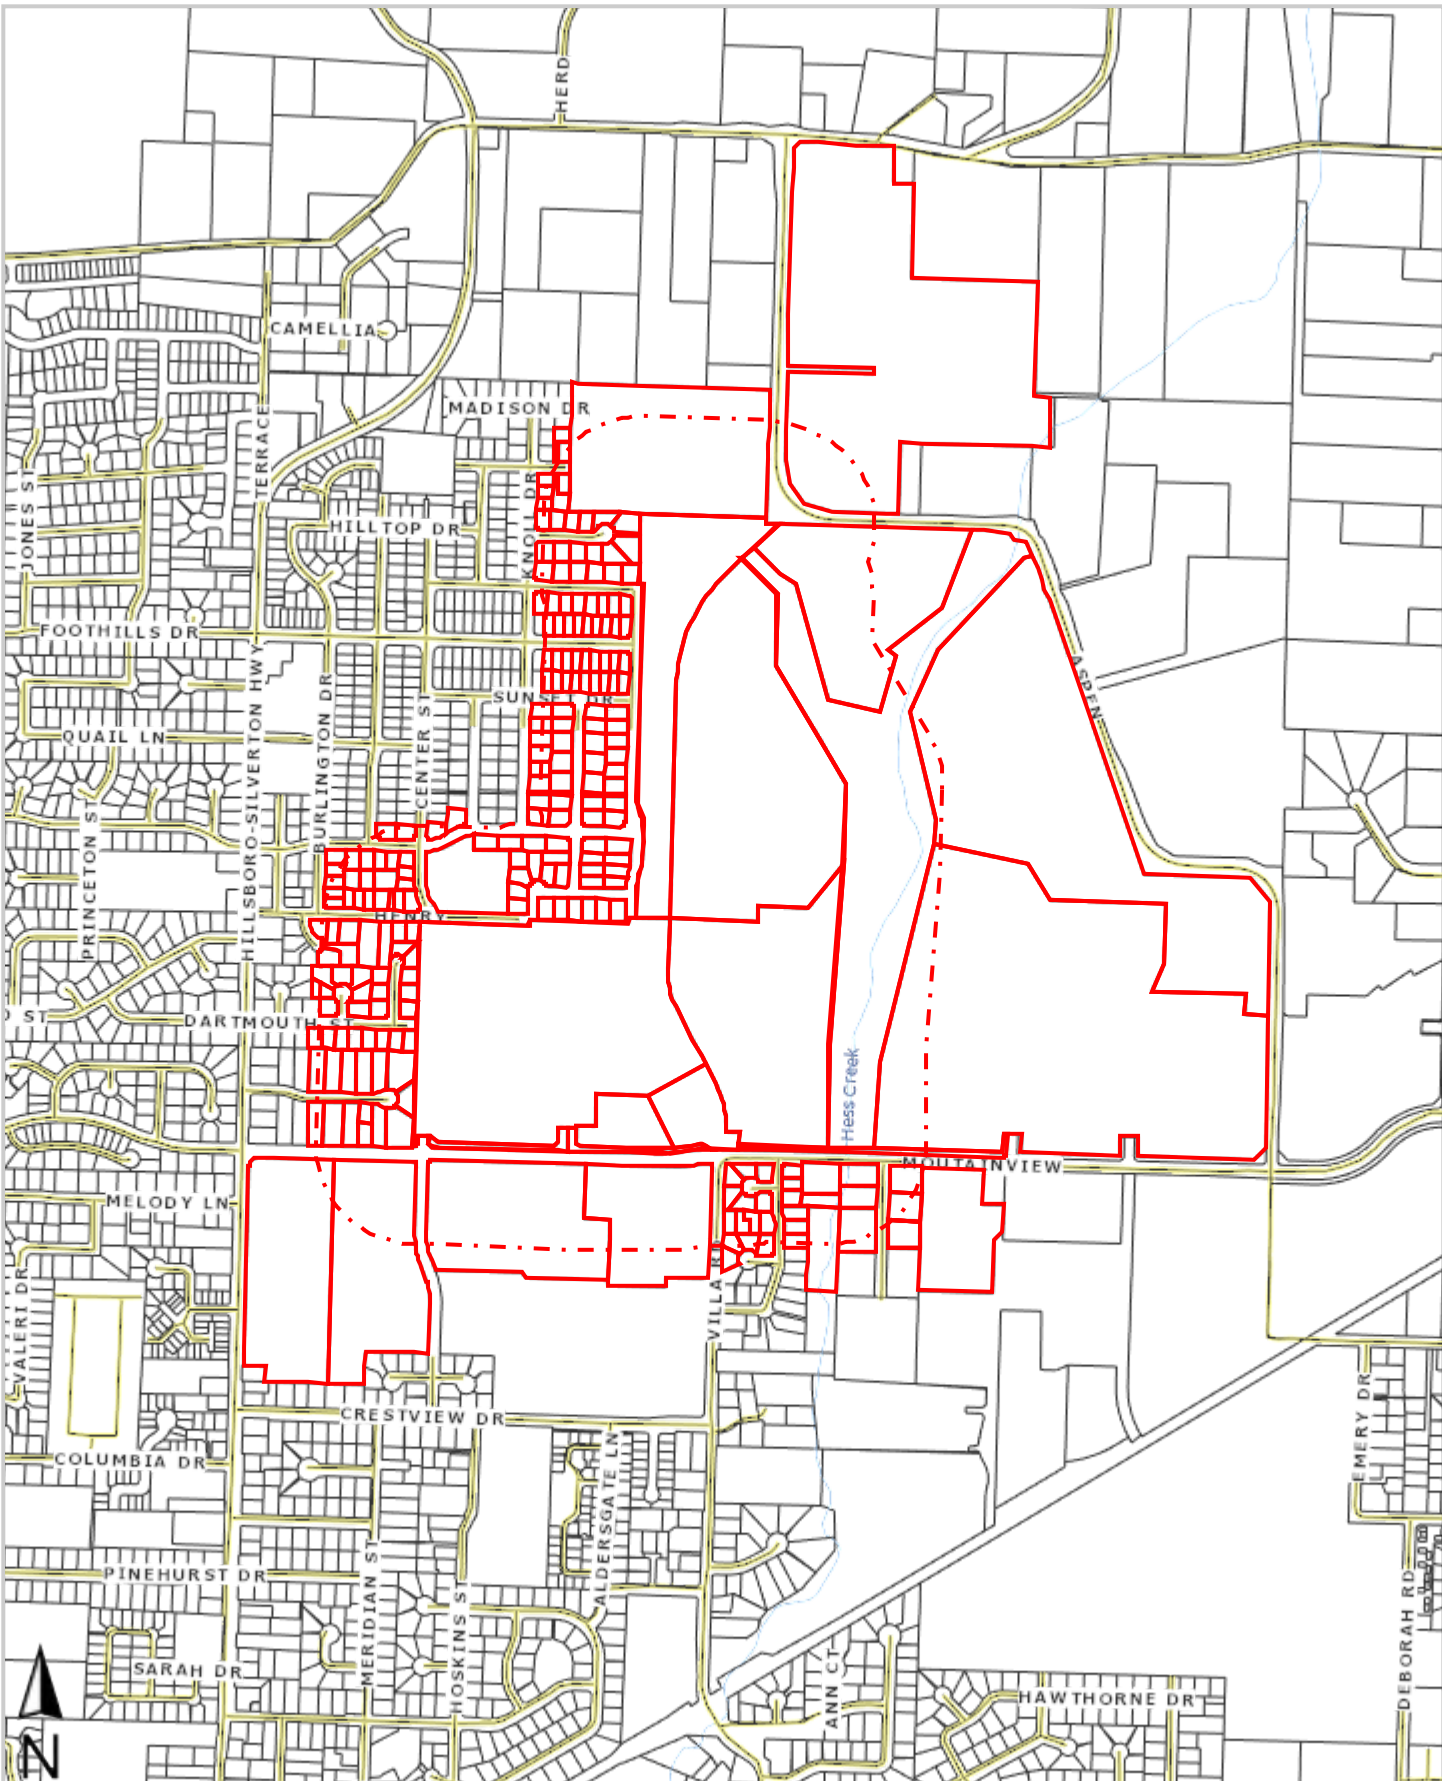 HERD
CAMELLIA
MADISON DR
TERRACE
JONES ST
HILLTOP DR
KNOLL DR
FOOTHILLS DR
HILLSBORO-SILVERTON HWY
BURLINGTON DR
CENTER ST
SUNSET DR
ASPEN
QUAIL LN
PRINCETON ST
HENRY
D ST
DARTMOUTH ST
Hess Creek
MOUTAINVIEW
MELODY LN
VALERI DR
VILLA RD
CRESTVIEW DR
COLUMBIA DR
ALDERSGATE LN
EMERY DR
PINEHURST DR
MERIDIAN ST
HOSKINS ST
DEBORAH RD
SARAH DR
ANN CT
HAWTHORNE DR
N